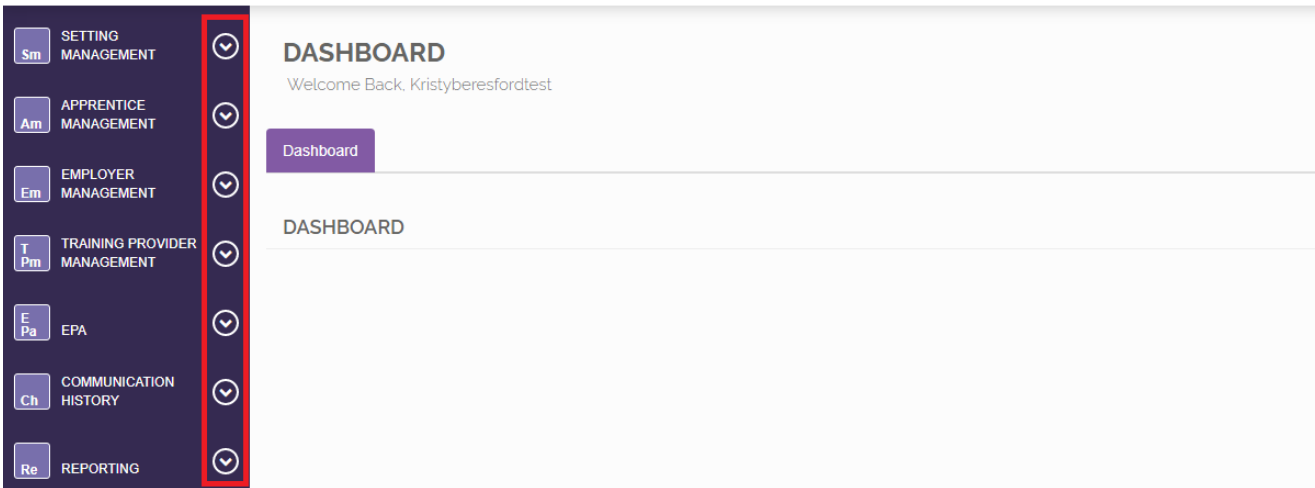 SETTING
Sm MANAGEMENT
APPRENTICE
Am MANAGEMENT
EMPLOYER
Em MANAGEMENT
T TRAINING PROVIDER
Pm MANAGEMENT
E
Pa EPA
COMMUNICATION
Ch HISTORY
Re REPORTING
DASHBOARD
Welcome Back, Kristyberesfordtest
Dashboard
DASHBOARD